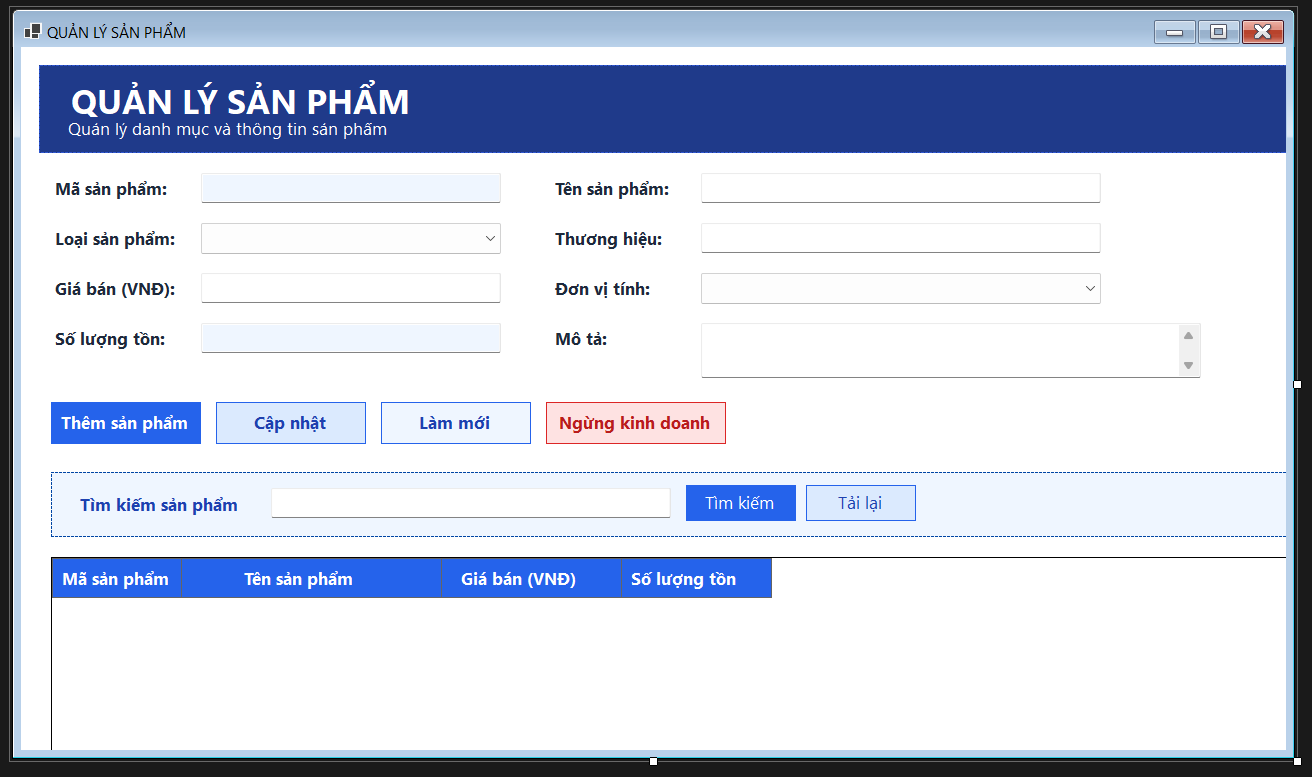 QUẢN LÝ SẢN PHẨM
QUẢN LÝ SẢN PHẨM
Quản lý danh mục và thông tin sản phẩm
Mã sản phẩm:
Tên sản phẩm:
Loại sản phẩm:
Thương hiệu:
Giá bán (VNĐ):
Đơn vị tính:
Số lượng tồn:
Mô tả:
Thêm sản phẩm Cập nhật Làm mới Ngừng kinh doanh
Tìm kiếm sản phẩm Tìm kiếm Tải lại
Mã sản phẩm Tên sản phẩm Giá bán (VNĐ) Số lượng tồn